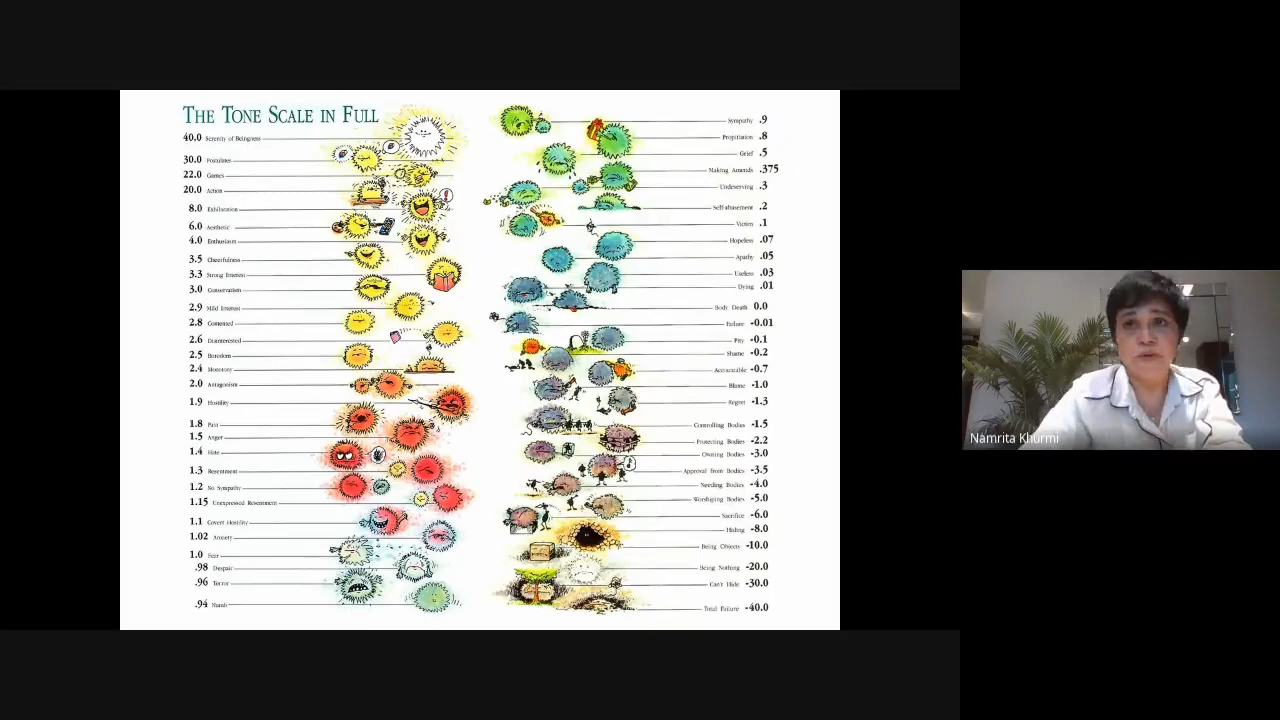 THE TONE SCALE IN FULL
40.0 Serenity of Beingness
30.0 Postulates
22.0 Games
20.0 Action
8.0 Exhilaration
6.0 Aesthetic
4.0 Enthusiasm
3.5 Cheerfulness
3.3 Strong Interest
3.0 Conservatism
2.9 Mild Interest
2.8 Contented
2.6 Disinterested
2.5 Boredom
2.4 Monotony
2.0 Antagonism
1.9 Hostility
1.8 Pain
1.5 Anger
1.4 Hate
1.3 Resentment
1.2 No Sympathy
1.15 Unexpressed Resentment
1.1 Covert Hostility
1.02 Anxiety
1.0 Fear
.98 Despair
.96 Terror
.94 Numb
Sympathy .9
Propitiation .8
Grief .5
Making Amends .375
Undeserving .3
Self-abasement .2
Victim .1
Hopeless .07
Apathy .05
Useless .03
Dying .01
Body Death 0.0
Failure -0.01
Pity -0.1
Shame -0.2
Accountable -0.7
Blame -1.0
Regret -1.3
Controlling Bodies -1.5
Protecting Bodies -2.2
Owning Bodies -3.0
Approval from Bodies -3.5
Needing Bodies -4.0
Worshiping Bodies -5.0
Sacrifice -6.0
Hiding -8.0
Being Objects -10.0
Being Nothing -20.0
Can't Hide -30.0
Total Failure -40.0
Namrita Khurmi